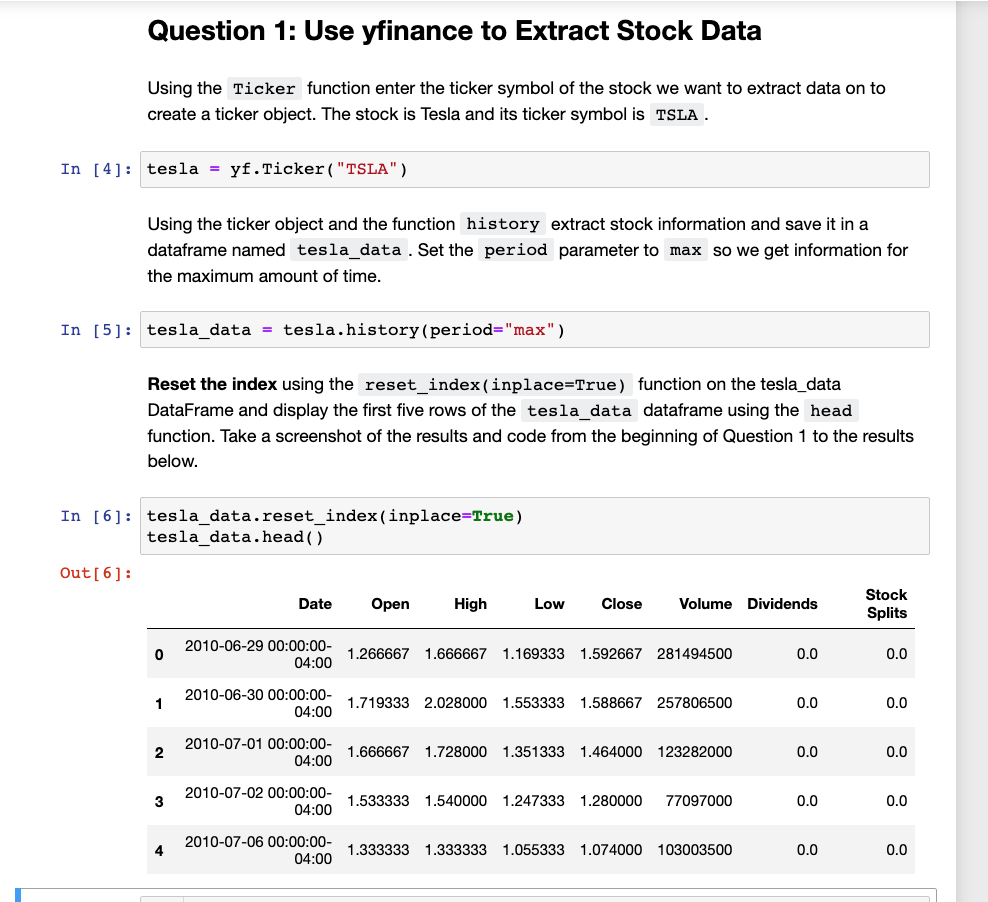 Question 1: Use yfinance to Extract Stock Data
Using the Ticker function enter the ticker symbol of the stock we want to extract data on to
create a ticker object. The stock is Tesla and its ticker symbol is TSLA .
In [4]: tesla = yf.Ticker("TSLA")
Using the ticker object and the function history extract stock information and save it in a
dataframe named tesla_data . Set the period parameter to max so we get information for
the maximum amount of time.
In [5]: tesla_data = tesla.history(period="max")
Reset the index using the reset_index(inplace=True) function on the tesla_data
DataFrame and display the first five rows of the tesla_data dataframe using the head
function. Take a screenshot of the results and code from the beginning of Question 1 to the results
below.
In [6]: tesla_data.reset_index(inplace=True)
tesla_data.head()
Out[6]:
Date Open High Low Close Volume Dividends Stock
Splits
0 2010-06-29 00:00:00-
04:00 1.266667 1.666667 1.169333 1.592667 281494500 0.0 0.0
1 2010-06-30 00:00:00-
04:00 1.719333 2.028000 1.553333 1.588667 257806500 0.0 0.0
2 2010-07-01 00:00:00-
04:00 1.666667 1.728000 1.351333 1.464000 123282000 0.0 0.0
3 2010-07-02 00:00:00-
04:00 1.533333 1.540000 1.247333 1.280000 77097000 0.0 0.0
4 2010-07-06 00:00:00-
04:00 1.333333 1.333333 1.055333 1.074000 103003500 0.0 0.0